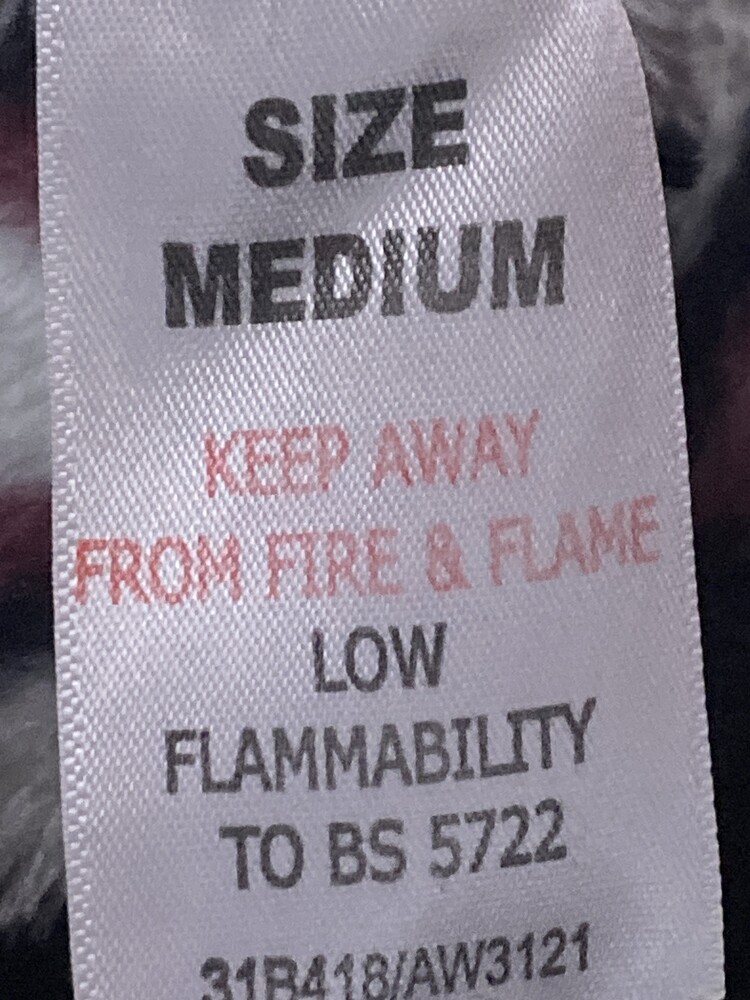 SIZE
MEDIUM
KEEP AWAY
FROM FIRE & FLAME
LOW
FLAMMABILITY
TO BS 5722
31B418/AW3121